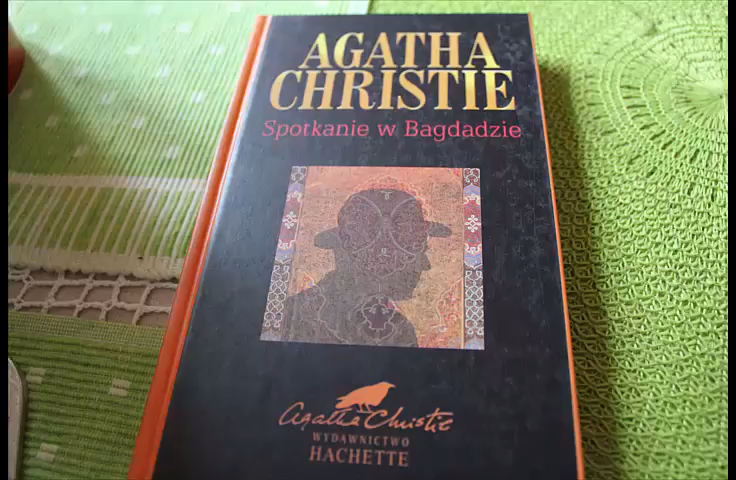 AGATHA
CHRISTIE
Spotkanie w Bagdadzie
Agatha Christie
WYDAWNICTWO
HACHETTE